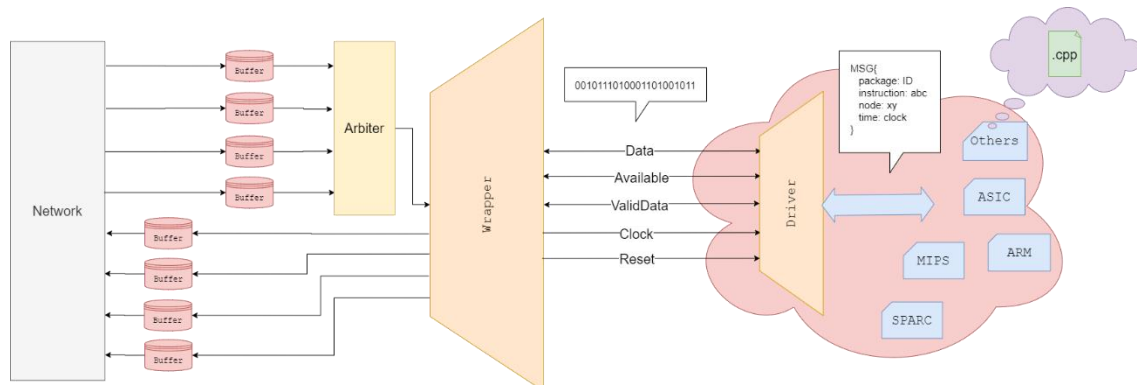 Network
Buffer
Buffer
Buffer
Buffer
Buffer
Buffer
Buffer
Buffer
Arbiter
Wrapper
0010111010001101001011
Data
Available
ValidData
Clock
Reset
Driver
MSG{
package: ID
instruction: abc
node: xy
time: clock
}
.cpp
Others
ASIC
ARM
MIPS
SPARC